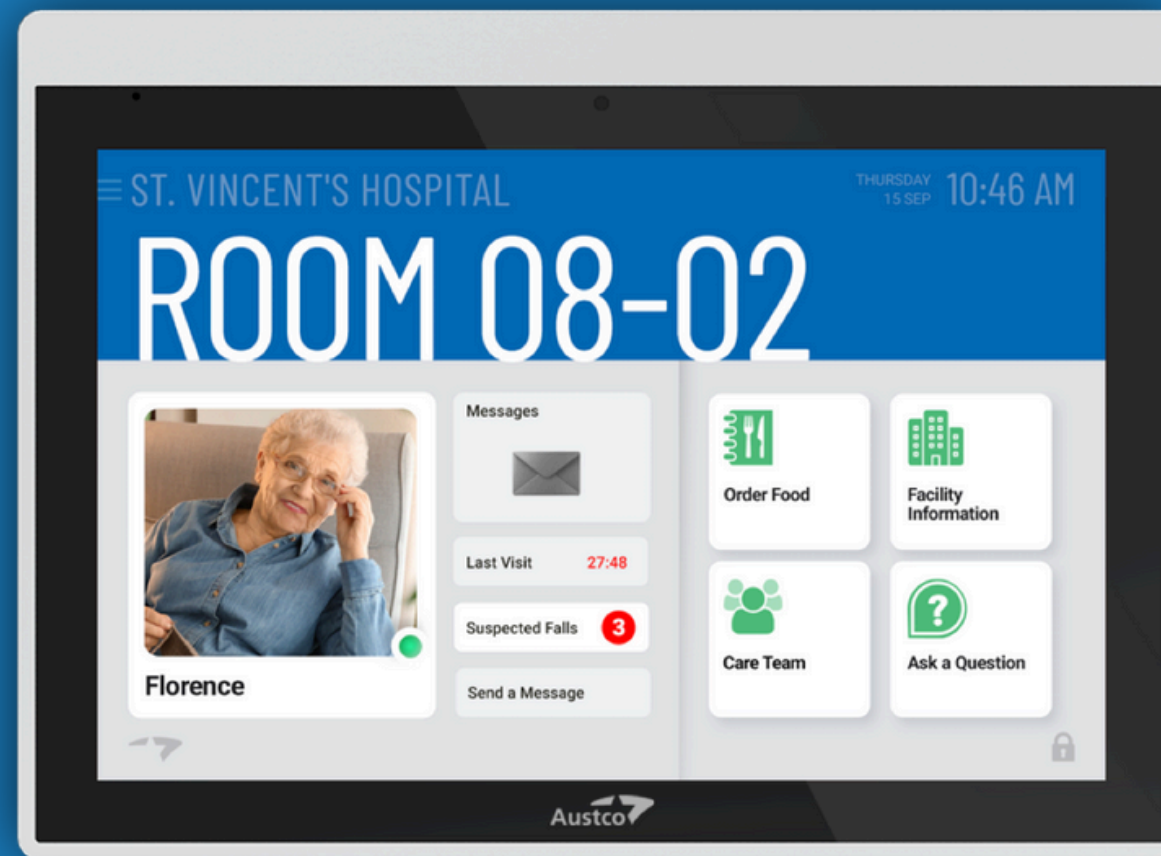 ST. VINCENT'S HOSPITAL
THURSDAY
15 SEP
10:46 AM
ROOM 08-02
Florence
Messages
Last Visit 27:48
Suspected Falls 3
Send a Message
Order Food
Facility
Information
Care Team
Ask a Question
Austco